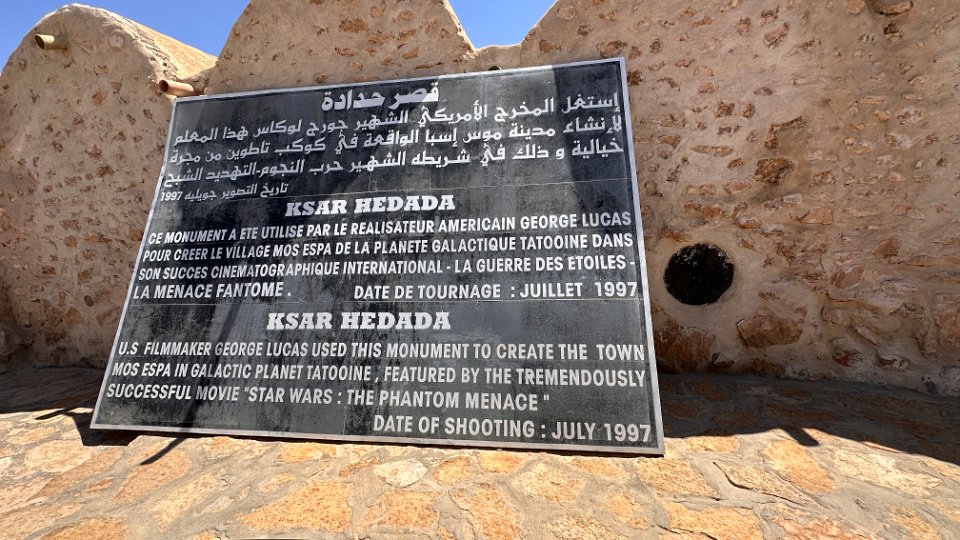 قصر حدادة
إستغل المخرج الأمريكي الشهير جورج لوكاس هذا المعلم
لإنشاء مدينة موس إسبا الواقعة في كوكب تاطوين من مجرة
خيالية و ذلك في شريطه الشهير حرب النجوم-التهديد الشبح
تاريخ التصوير جويليه 1997
KSAR HEDADA
CE MONUMENT A ETE UTILISE PAR LE REALISATEUR AMERICAIN GEORGE LUCAS
POUR CREER LE VILLAGE MOS ESPA DE LA PLANETE GALACTIQUE TATOOINE DANS
SON SUCCES CINEMATOGRAPHIQUE INTERNATIONAL - LA GUERRE DES ETOILES -
LA MENACE FANTOME . DATE DE TOURNAGE : JUILLET 1997
KSAR HEDADA
U.S FILMMAKER GEORGE LUCAS USED THIS MONUMENT TO CREATE THE TOWN
MOS ESPA IN GALACTIC PLANET TATOOINE , FEATURED BY THE TREMENDOUSLY
SUCCESSFUL MOVIE "STAR WARS : THE PHANTOM MENACE "
DATE OF SHOOTING : JULY 1997